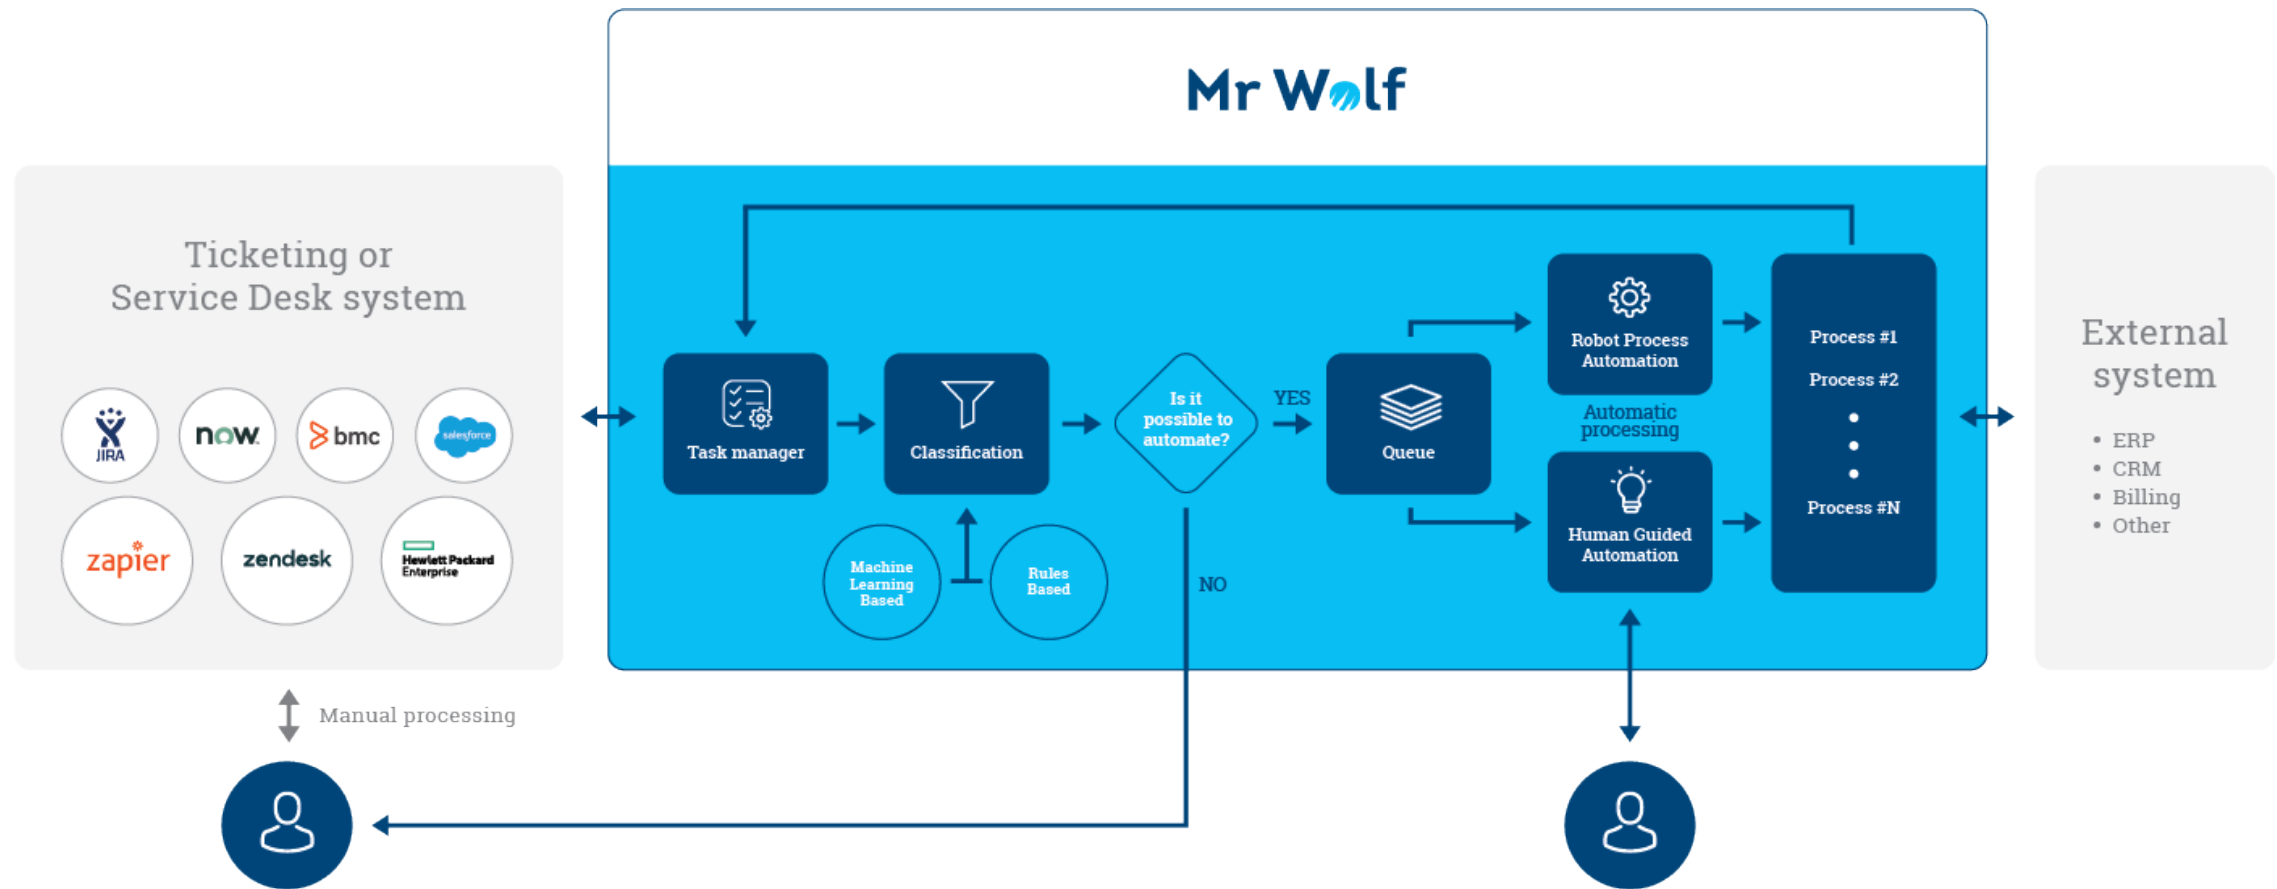 Mr Wolf
Ticketing or
Service Desk system
JIRA
now
bmc
salesforce
zapier
zendesk
Hewlett Packard
Enterprise
Manual processing
Task manager
Classification
Machine
Learning
Based
Rules
Based
Is it
possible to
automate?
YES
NO
Queue
Robot Process
Automation
Automatic
processing
Human Guided
Automation
Process #1
Process #2
Process #N
External
system
• ERP
• CRM
• Billing
• Other